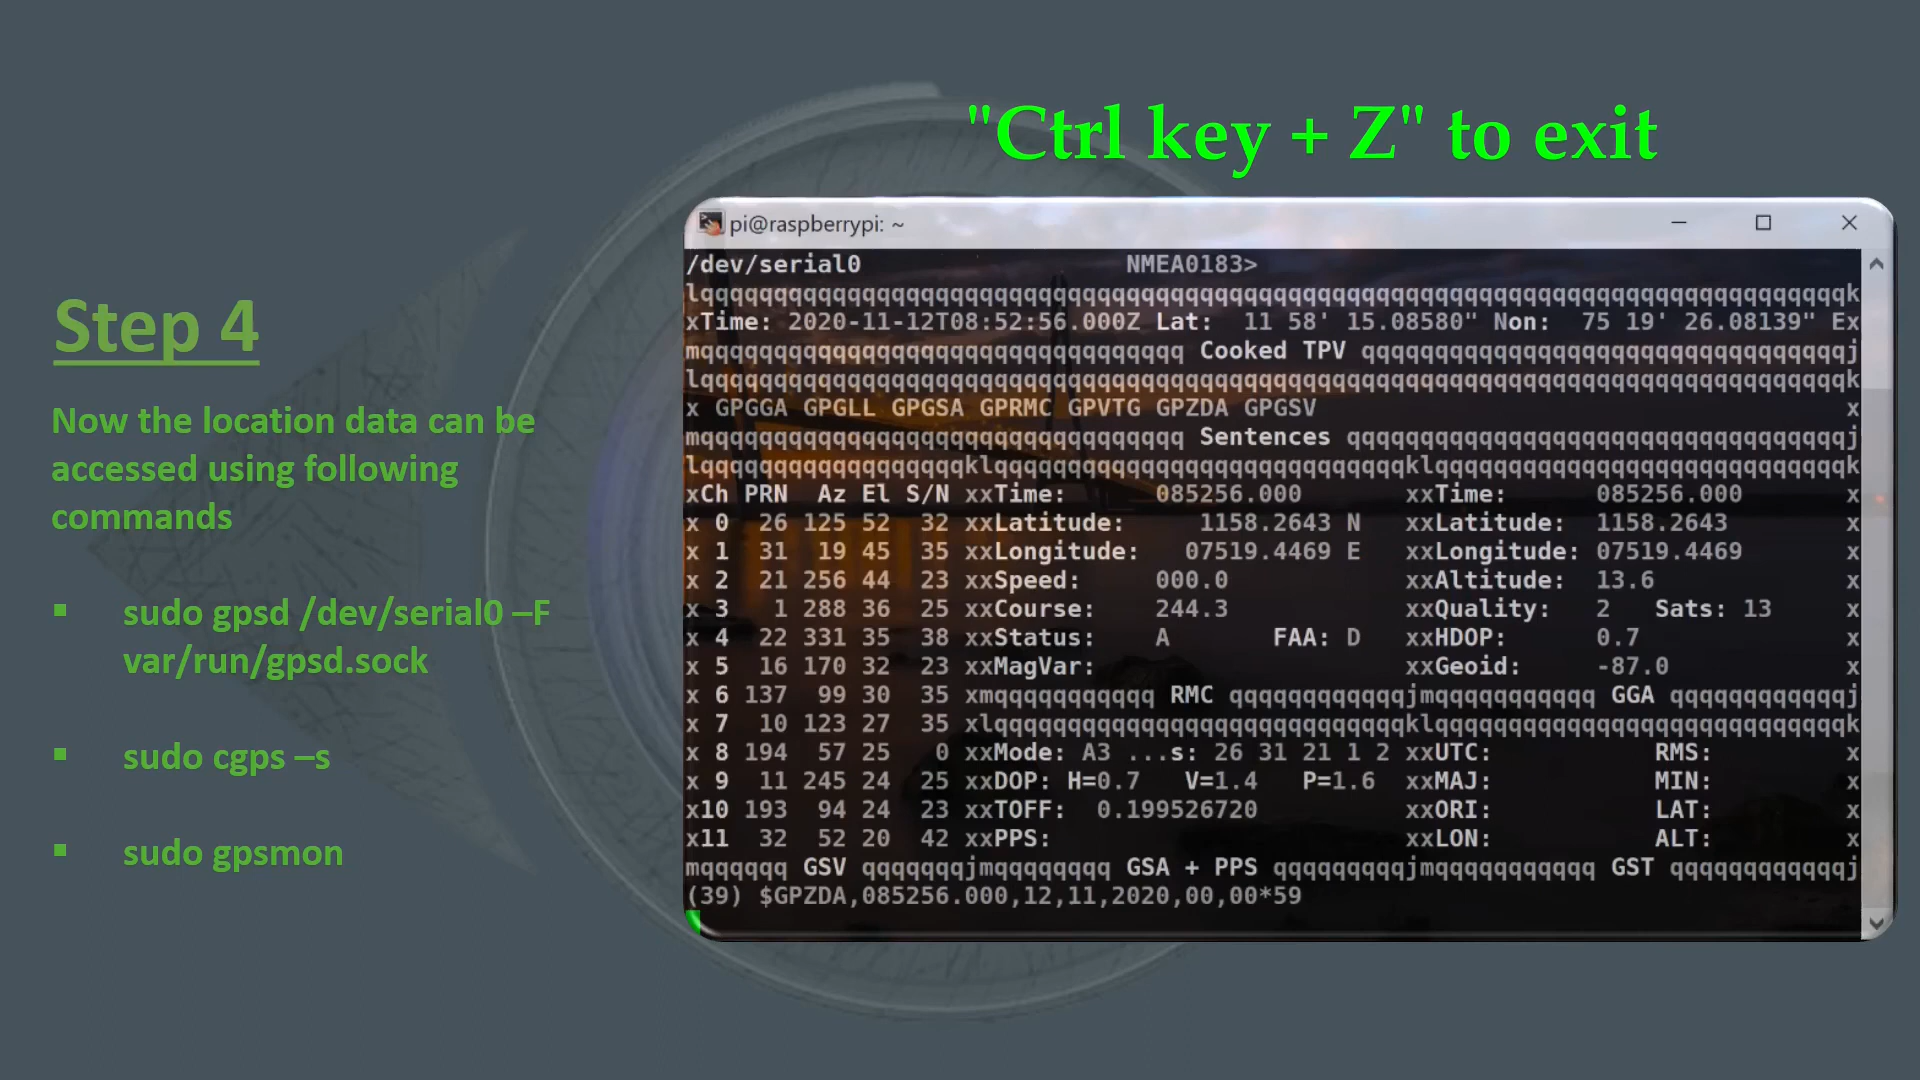 "Ctrl key + Z" to exit
Step 4
Now the location data can be
accessed using following
commands
▪ sudo gpsd /dev/serial0 –F
var/run/gpsd.sock
▪ sudo cgps –s
▪ sudo gpsmon
pi@raspberrypi: ~
/dev/serial0 NMEA0183>
lqqqqqqqqqqqqqqqqqqqqqqqqqqqqqqqqqqqqqqqqqqqqqqqqqqqqqqqqqqqqqqqqqqqqqqqqqqqqqqk
xTime: 2020-11-12T08:52:56.000Z Lat: 11 58' 15.08580" Non: 75 19' 26.08139" Ex
mqqqqqqqqqqqqqqqqqqqqqqqqqqqqqqqqq Cooked TPV qqqqqqqqqqqqqqqqqqqqqqqqqqqqqqqqqj
lqqqqqqqqqqqqqqqqqqqqqqqqqqqqqqqqqqqqqqqqqqqqqqqqqqqqqqqqqqqqqqqqqqqqqqqqqqqqqqk
x GPGGA GPGLL GPGSA GPRMC GPVTG GPZDA GPGSV x
mqqqqqqqqqqqqqqqqqqqqqqqqqqqqqqqqq Sentences qqqqqqqqqqqqqqqqqqqqqqqqqqqqqqqqqqj
lqqqqqqqqqqqqqqqqqqklqqqqqqqqqqqqqqqqqqqqqqqqqqqqklqqqqqqqqqqqqqqqqqqqqqqqqqqqqk
xCh PRN Az El S/N xxTime: 085256.000 xxTime: 085256.000 x
x 0 26 125 52 32 xxLatitude: 1158.2643 N xxLatitude: 1158.2643 x
x 1 31 19 45 35 xxLongitude: 07519.4469 E xxLongitude: 07519.4469 x
x 2 21 256 44 23 xxSpeed: 000.0 xxAltitude: 13.6 x
x 3 1 288 36 25 xxCourse: 244.3 xxQuality: 2 Sats: 13 x
x 4 22 331 35 38 xxStatus: A FAA: D xxHDOP: 0.7 x
x 5 16 170 32 23 xxMagVar: xxGeoid: -87.0 x
x 6 137 99 30 35 xmqqqqqqqqqqq RMC qqqqqqqqqqqqjmqqqqqqqqqqq GGA qqqqqqqqqqqqj
x 7 10 123 27 35 xlqqqqqqqqqqqqqqqqqqqqqqqqqqqqklqqqqqqqqqqqqqqqqqqqqqqqqqqqqk
x 8 194 57 25 0 xxMode: A3 ...s: 26 31 21 1 2 xxUTC: RMS: x
x 9 11 245 24 25 xxDOP: H=0.7 V=1.4 P=1.6 xxMAJ: MIN: x
x10 193 94 24 23 xxTOFF: 0.199526720 xxORI: LAT: x
x11 32 52 20 42 xxPPS: xxLON: ALT: x
mqqqqqq GSV qqqqqqqjmqqqqqqqq GSA + PPS qqqqqqqqqjmqqqqqqqqqqq GST qqqqqqqqqqqqj
(39) $GPZDA,085256.000,12,11,2020,00,00*59